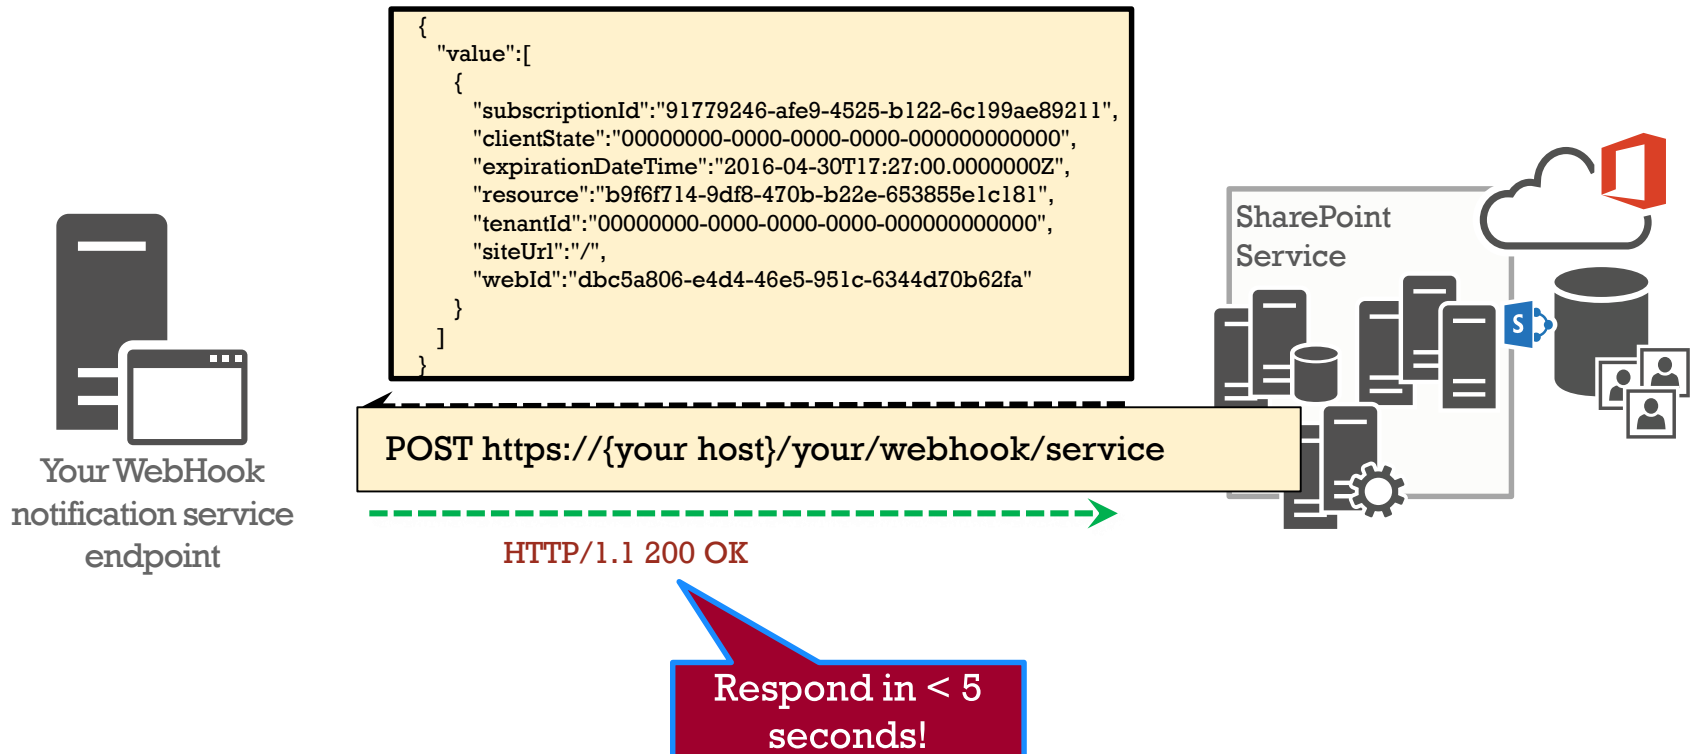 {
"value":[
{
"subscriptionId":"91779246-afe9-4525-b122-6c199ae89211",
"clientState":"00000000-0000-0000-0000-000000000000",
"expirationDateTime":"2016-04-30T17:27:00.0000000Z",
"resource":"b9f6f714-9df8-470b-b22e-653855e1c181",
"tenantId":"00000000-0000-0000-0000-000000000000",
"siteUrl":"/",
"webId":"dbc5a806-e4d4-46e5-951c-6344d70b62fa"
}
]
}
SharePoint
Service
S
POST https://{your host}/your/webhook/service
Your WebHook
notification service
endpoint
HTTP/1.1 200 OK
Respond in < 5
seconds!